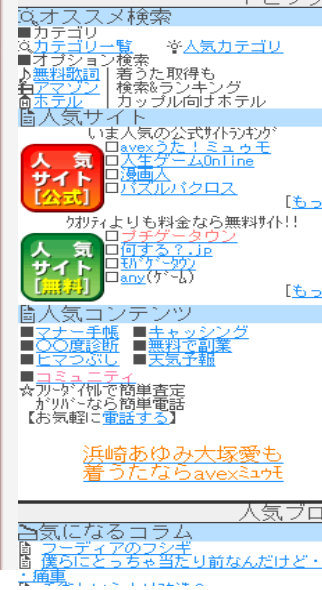 オススメ検索
■カテゴリ
カテゴリ一覧 人気カテゴリ
■オプション検索
♪無料歌詞│着うた取得も
アマゾン│検索&ランキング
ホテル│カップル向けホテル
人気サイト
いま人気の公式ｻｲﾄﾗﾝｷﾝｸﾞ
人気サイト[公式]
□avexうた！ミュゥモ
□人生ゲームOnline
□漫画人
□パズルパクロス
[もっ
ｸｵﾘﾃｨよりも料金なら無料ｻｲﾄ!!
人気サイト[無料]
□プチゲータウン
□何する？.jp
□ﾓﾊﾞｹﾞｰﾀｳﾝ
□any(ｹﾞｰﾑ)
[もっ
人気コンテンツ
■マナー手帳 ■キャッシング
■○○度診断 ■無料で副業
■ヒマつぶし ■天気予報
■コミュニティ
☆ﾌﾘｰﾀﾞｲﾔﾙで簡単査定
ｶﾞﾘﾊﾞｰなら簡単電話
【お気軽に電話する】
浜崎あゆみ大塚愛も
着うたならavexﾐｭｩﾓ
人気ブロ
気になるコラム
フーディアのフシギ
僕らにとっちゃ当たり前なんだけど・
・痛車